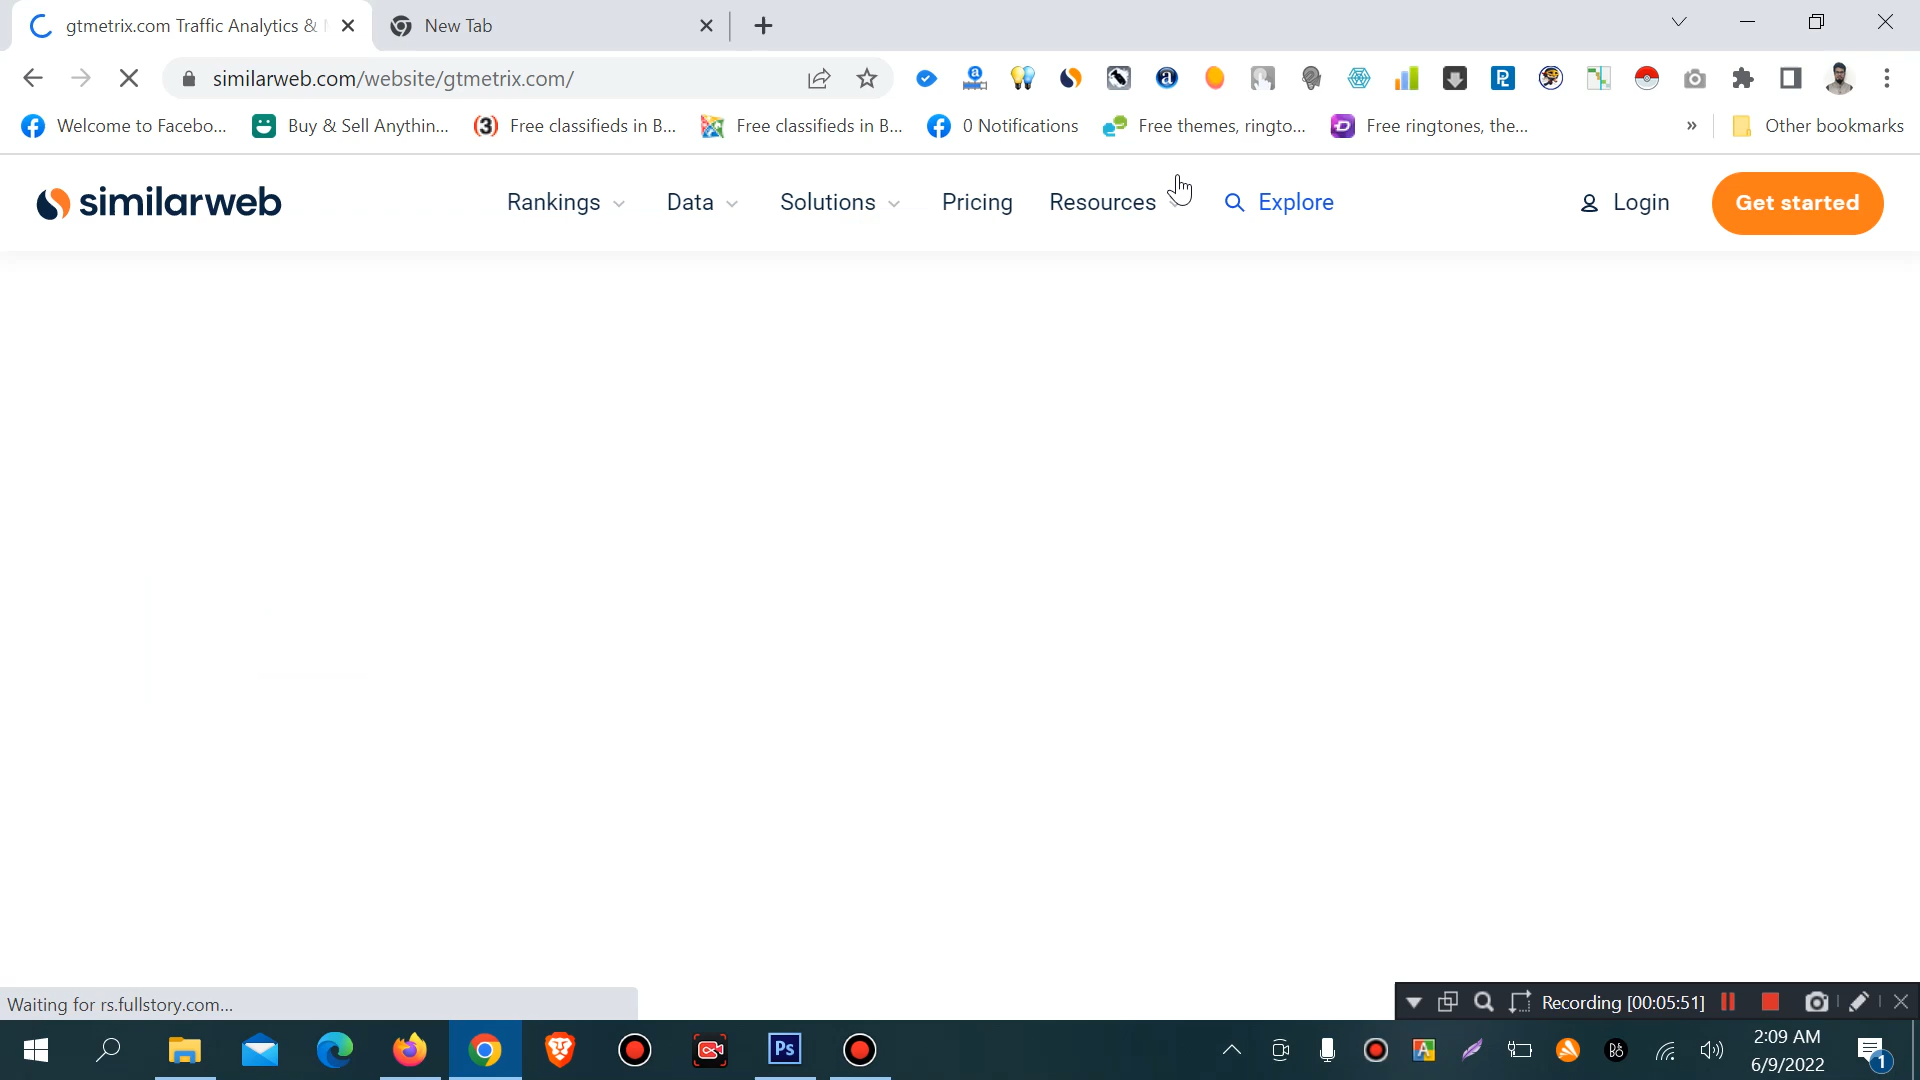 gtmetrix.com Traffic Analytics &
New Tab
similarweb.com/website/gtmetrix.com/
Welcome to Facebo...
Buy & Sell Anythin...
Free classifieds in B...
Free classifieds in B...
0 Notifications
Free themes, ringto...
Free ringtones, the...
»
Other bookmarks
similarweb
Rankings
Data
Solutions
Pricing
Resources
Explore
Login
Get started
Waiting for rs.fullstory.com...
Recording [00:05:51]
Ps
2:09 AM
6/9/2022
1